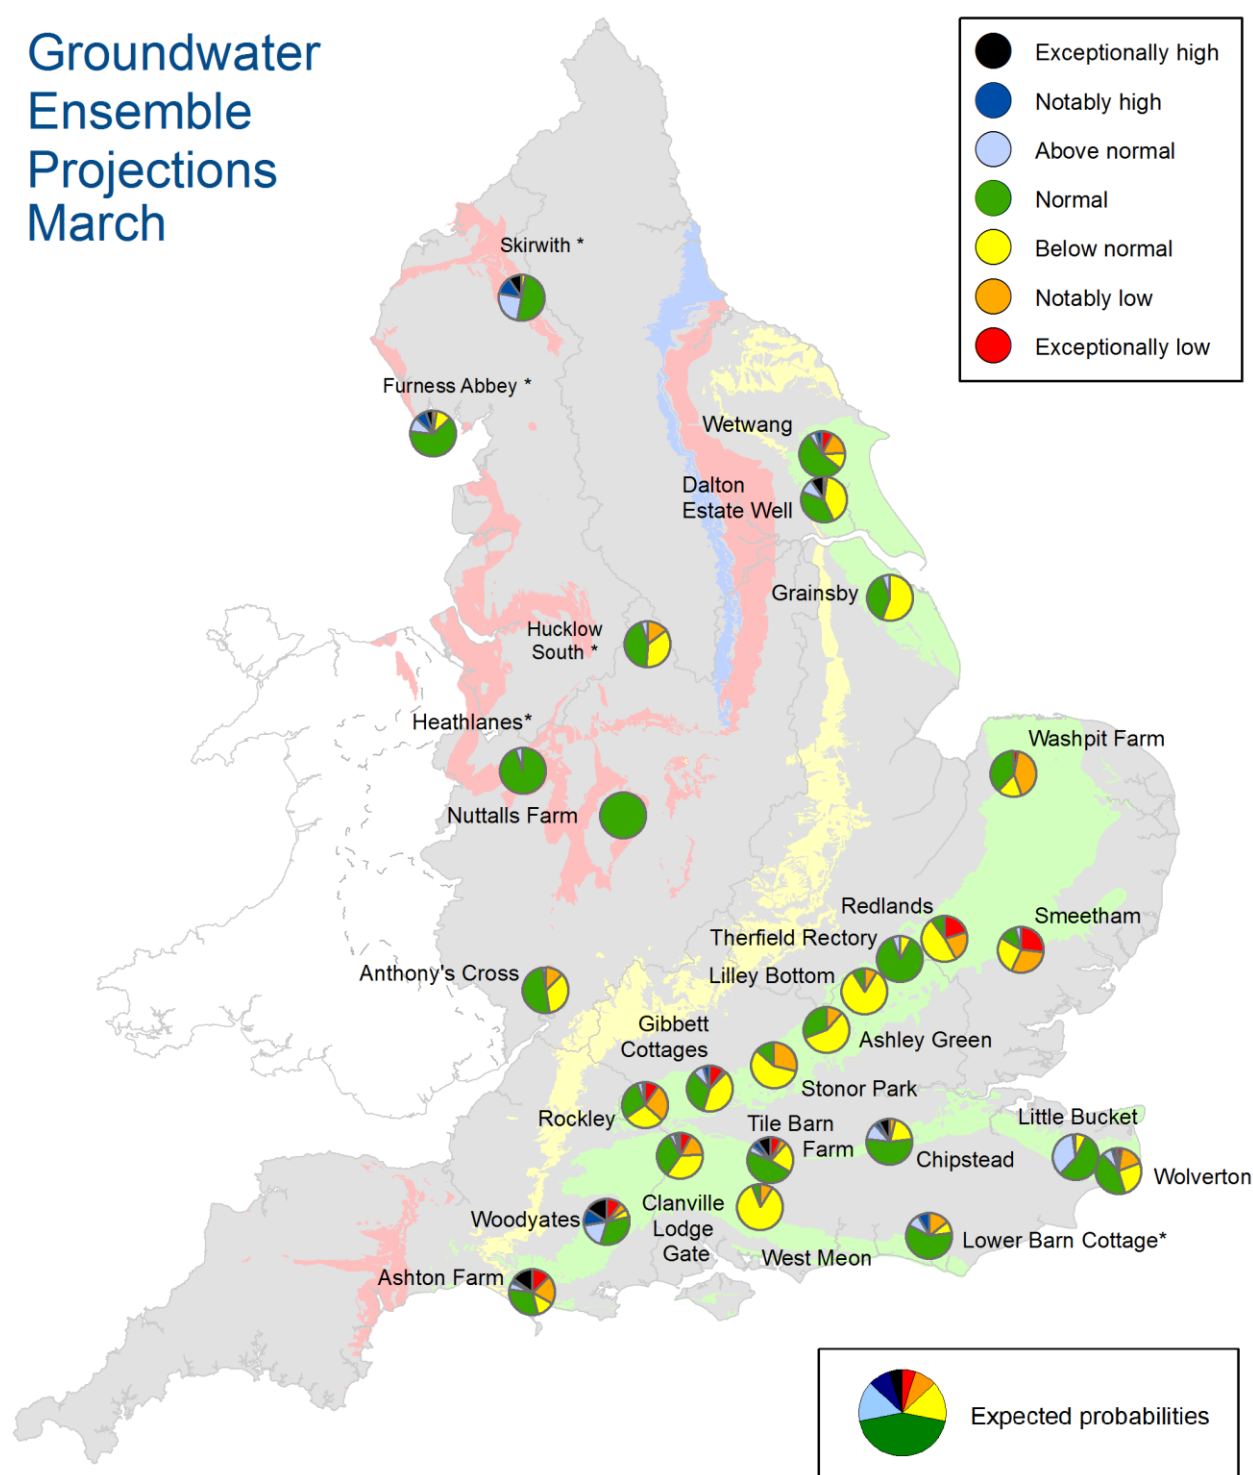 Groundwater
Ensemble
Projections
March
Exceptionally high
Notably high
Above normal
Normal
Below normal
Notably low
Exceptionally low
Skirwith *
Furness Abbey *
Wetwang
Dalton
Estate Well
Grainsby
Hucklow
South *
Heathlanes*
Washpit Farm
Nuttalls Farm
Redlands
Smeetham
Therfield Rectory
Anthony's Cross
Lilley Bottom
Gibbett
Cottages
Ashley Green
Stonor Park
Rockley
Tile Barn
Farm
Little Bucket
Chipstead
Wolverton
Woodyates
Clanville
Lodge
Gate
Lower Barn Cottage*
West Meon
Ashton Farm
Expected probabilities